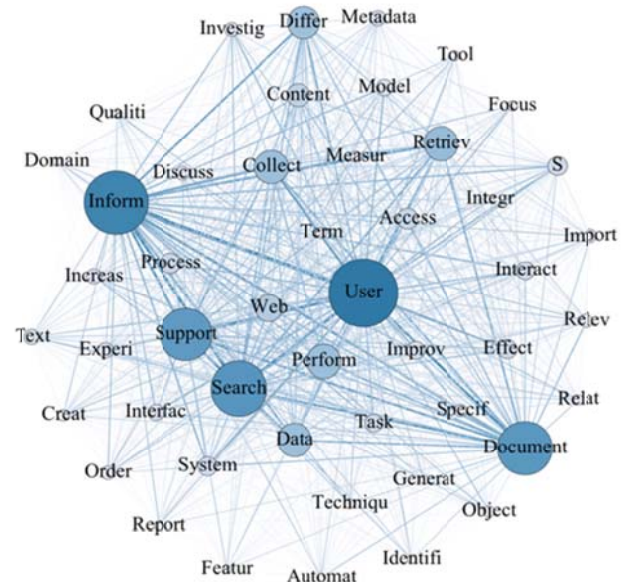 Differ
Metadata
Investig
Tool
Content
Model
Focus
Qualiti
Retriev
Measur
Domain
Discuss
Collect
S
Integr
Inform
Access
Term
Import
Process
Increas
Interact
User
Web
Relev
Text
Support
Experi
Improv
Effect
Perform
Search
Relat
Creat
Interfac
Specif
Task
Data
Document
Order
System
Generat
Techniqu
Object
Report
Identifi
Featur
Automat